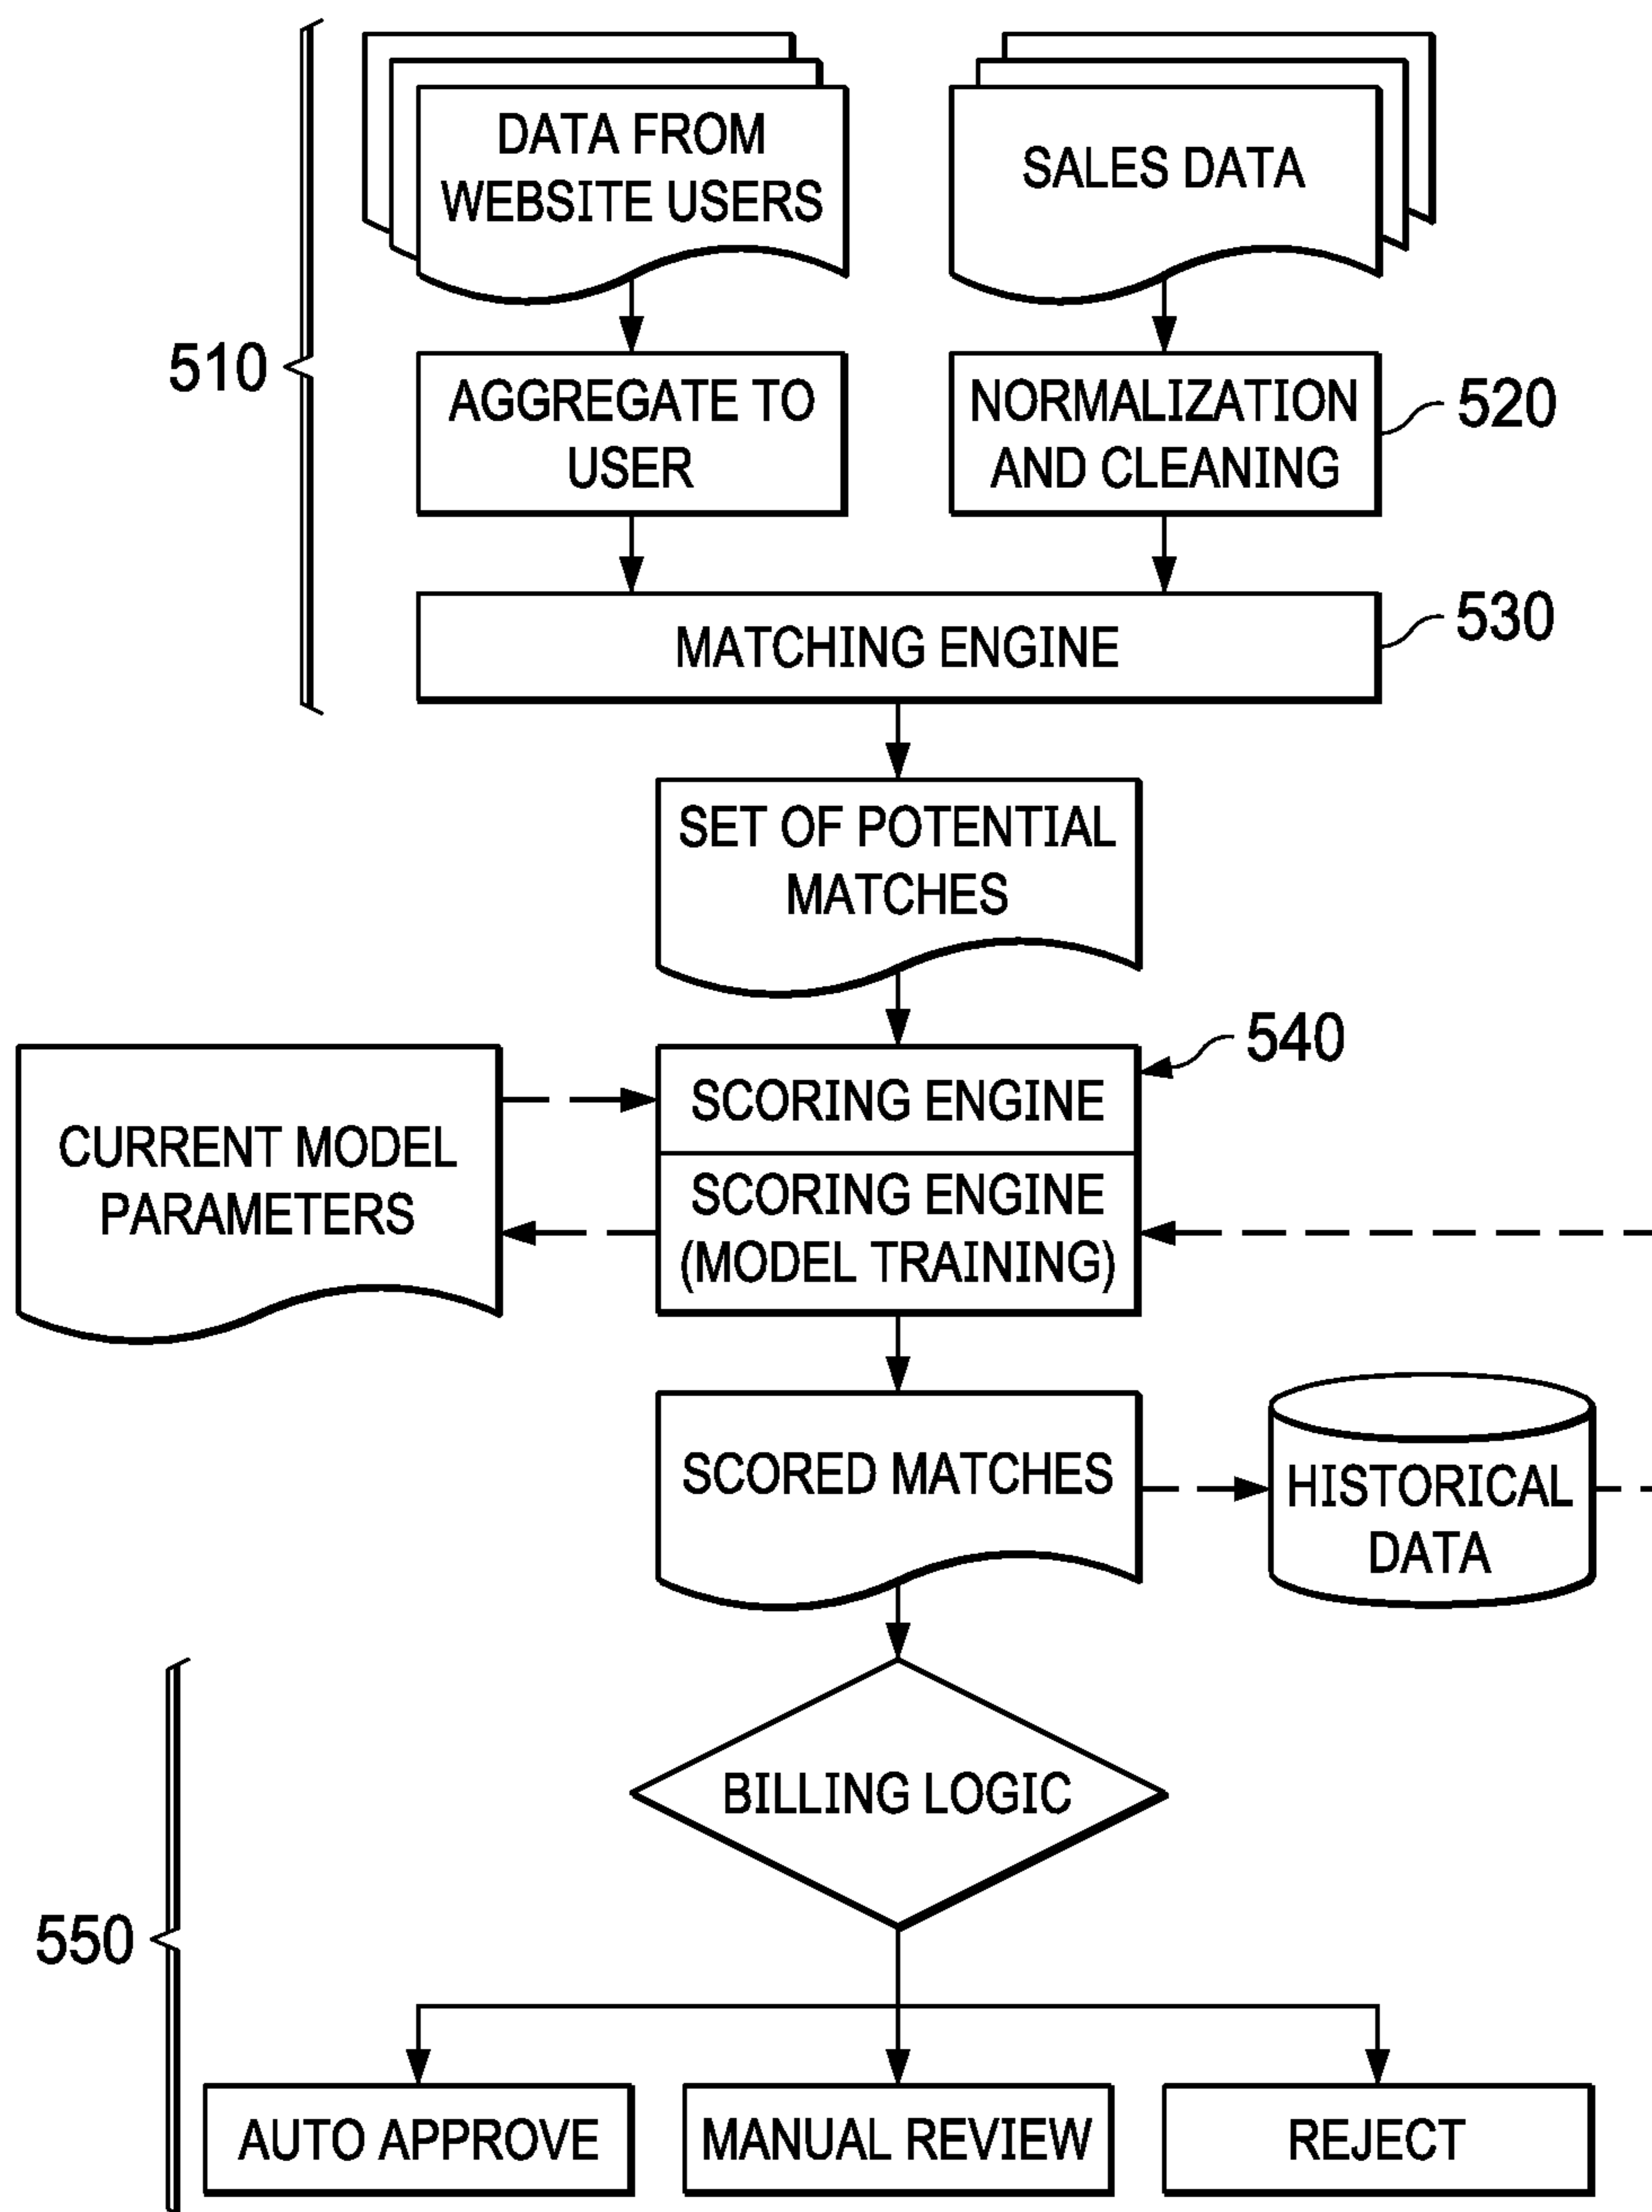 DATA FROM
WEBSITE USERS
SALES DATA
510
AGGREGATE TO
USER
NORMALIZATION
AND CLEANING
520
MATCHING ENGINE
530
SET OF POTENTIAL
MATCHES
540
SCORING ENGINE
CURRENT MODEL
PARAMETERS
SCORING ENGINE
(MODEL TRAINING)
SCORED MATCHES
HISTORICAL
DATA
BILLING LOGIC
550
AUTO APPROVE
MANUAL REVIEW
REJECT